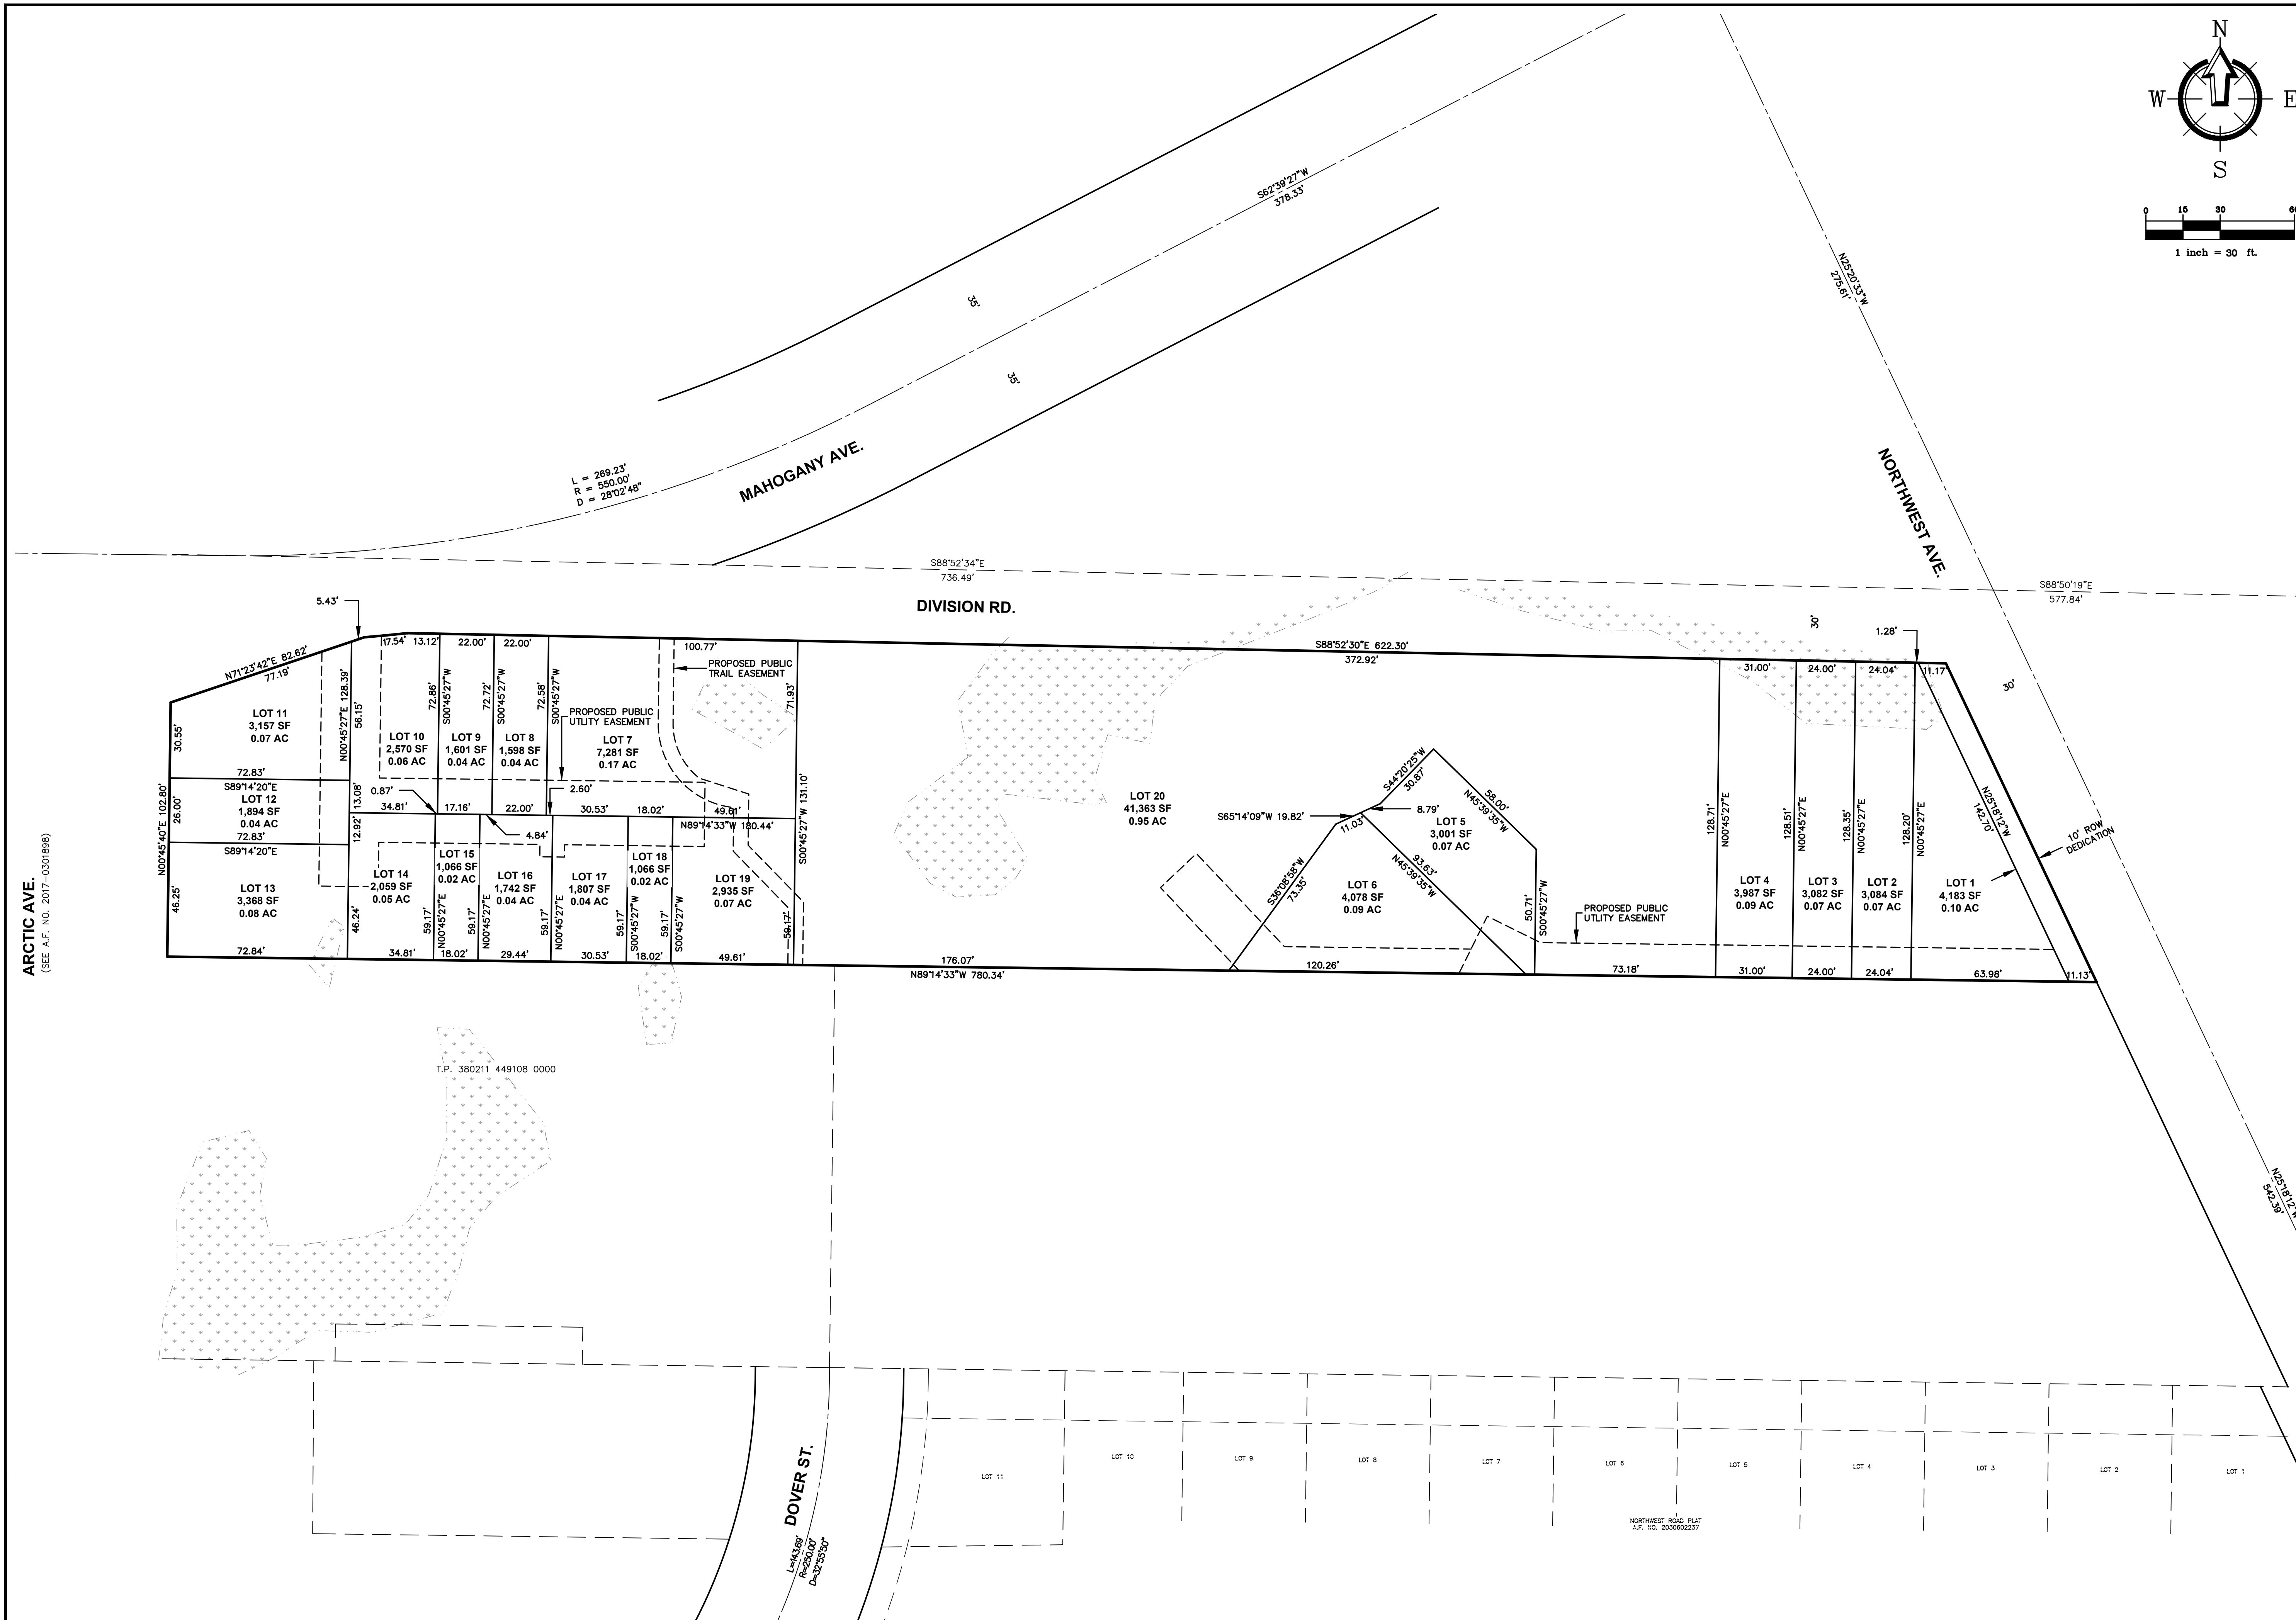 N
W
E
S
0 15 30 60
1 inch = 30 ft.
S62°39'27"W
378.33'
N25°20'33"W
275.61'
35'
35'
MAHOGANY AVE.
L = 269.23'
R = 550.00'
D = 28°02'48"
NORTHWEST AVE.
S88°52'34"E
736.49'
S88°50'19"E
577.84'
DIVISION RD.
30'
30'
1.28'
5.43'
N71°23'42"E 82.62'
77.19'
17.54'
13.12'
22.00'
22.00'
100.77'
S88°52'30"E 622.30'
372.92'
31.00'
24.00'
24.04'
11.17'
PROPOSED PUBLIC
TRAIL EASEMENT
PROPOSED PUBLIC
UTLITY EASEMENT
30.55'
LOT 11
3,157 SF
0.07 AC
N00°45'27"E 128.39'
56.15'
LOT 10
2,570 SF
0.06 AC
72.86'
S00°45'27"W
LOT 9
1,601 SF
0.04 AC
72.72'
S00°45'27"W
LOT 8
1,598 SF
0.04 AC
72.58'
S00°45'27"W
LOT 7
7,281 SF
0.17 AC
71.93'
S00°45'27"W 131.10'
72.83'
S89°14'20"E
N00°45'40"E 102.80'
26.00'
LOT 12
1,894 SF
0.04 AC
72.83'
S89°14'20"E
13.08'
12.92'
0.87'
34.81'
17.16'
22.00'
2.60'
30.53'
18.02'
49.61'
N89°14'33"W 180.44'
4.84'
46.25'
LOT 13
3,368 SF
0.08 AC
72.84'
46.24'
LOT 14
2,059 SF
0.05 AC
34.81'
59.17'
N00°45'27"E
LOT 15
1,066 SF
0.02 AC
18.02'
59.17'
N00°45'27"E
LOT 16
1,742 SF
0.04 AC
29.44'
59.17'
N00°45'27"E
LOT 17
1,807 SF
0.04 AC
30.53'
59.17'
S00°45'27"W
LOT 18
1,066 SF
0.02 AC
18.02'
59.17'
S00°45'27"W
LOT 19
2,935 SF
0.07 AC
49.61'
59.17'
LOT 20
41,363 SF
0.95 AC
S44°20'25"W
30.87'
S65°14'09"W 19.82'
8.79'
11.03'
58.00'
N45°39'35"W
LOT 5
3,001 SF
0.07 AC
93.63'
N45°39'35"W
S36°08'58"W
73.35'
LOT 6
4,078 SF
0.09 AC
50.71'
S00°45'27"W
PROPOSED PUBLIC
UTLITY EASEMENT
128.71'
N00°45'27"E
LOT 4
3,987 SF
0.09 AC
128.51'
N00°45'27"E
LOT 3
3,082 SF
0.07 AC
128.35'
N00°45'27"E
LOT 2
3,084 SF
0.07 AC
128.20'
N00°45'27"E
LOT 1
4,183 SF
0.10 AC
N25°18'12"W
142.70'
10' ROW
DEDICATION
176.07'
N89°14'33"W 780.34'
120.26'
73.18'
31.00'
24.00'
24.04'
63.98'
11.13'
ARCTIC AVE.
(SEE A.F. NO. 2017-0301898)
T.P. 380211 449108 0000
N25°18'12"W
542.39'
DOVER ST.
L=143.69'
R=250.00'
D=32°55'50"
LOT 11
LOT 10
LOT 9
LOT 8
LOT 7
LOT 6
LOT 5
LOT 4
LOT 3
LOT 2
LOT 1
NORTHWEST ROAD PLAT
A.F. NO. 2030602237